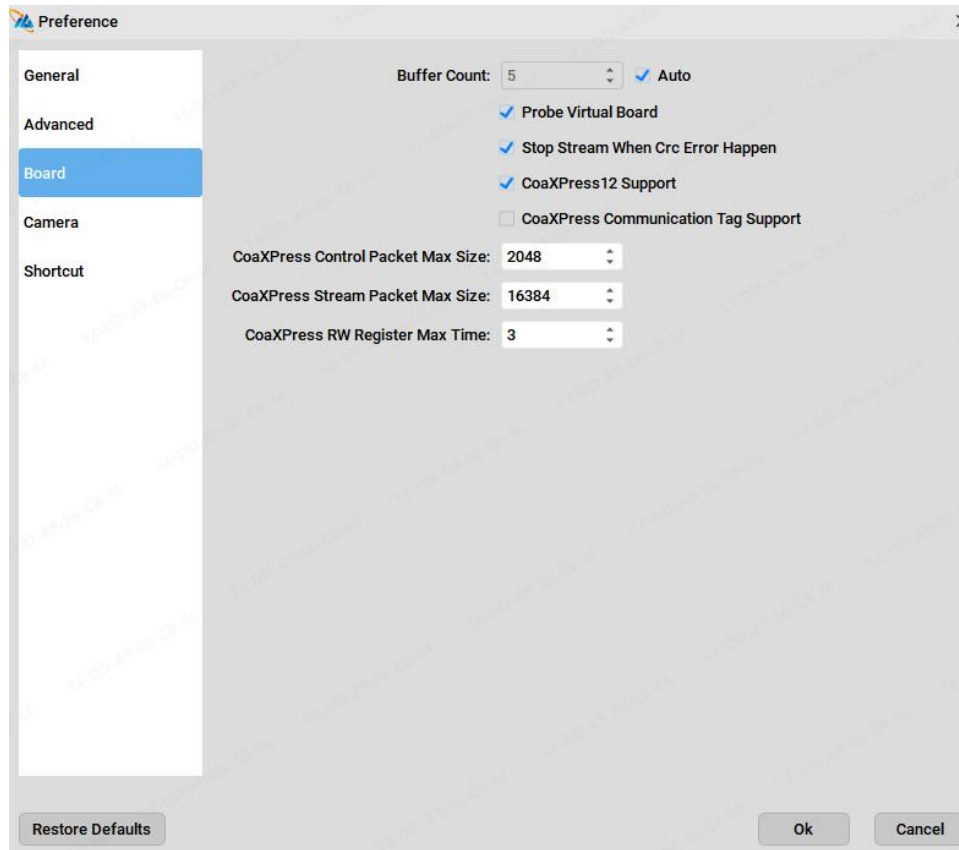 Preference
General
Advanced
Board
Camera
Shortcut
Buffer Count: 5 Auto
Probe Virtual Board
Stop Stream When Crc Error Happen
CoaXPress12 Support
CoaXPress Communication Tag Support
CoaXPress Control Packet Max Size: 2048
CoaXPress Stream Packet Max Size: 16384
CoaXPress RW Register Max Time: 3
Restore Defaults
Ok
Cancel